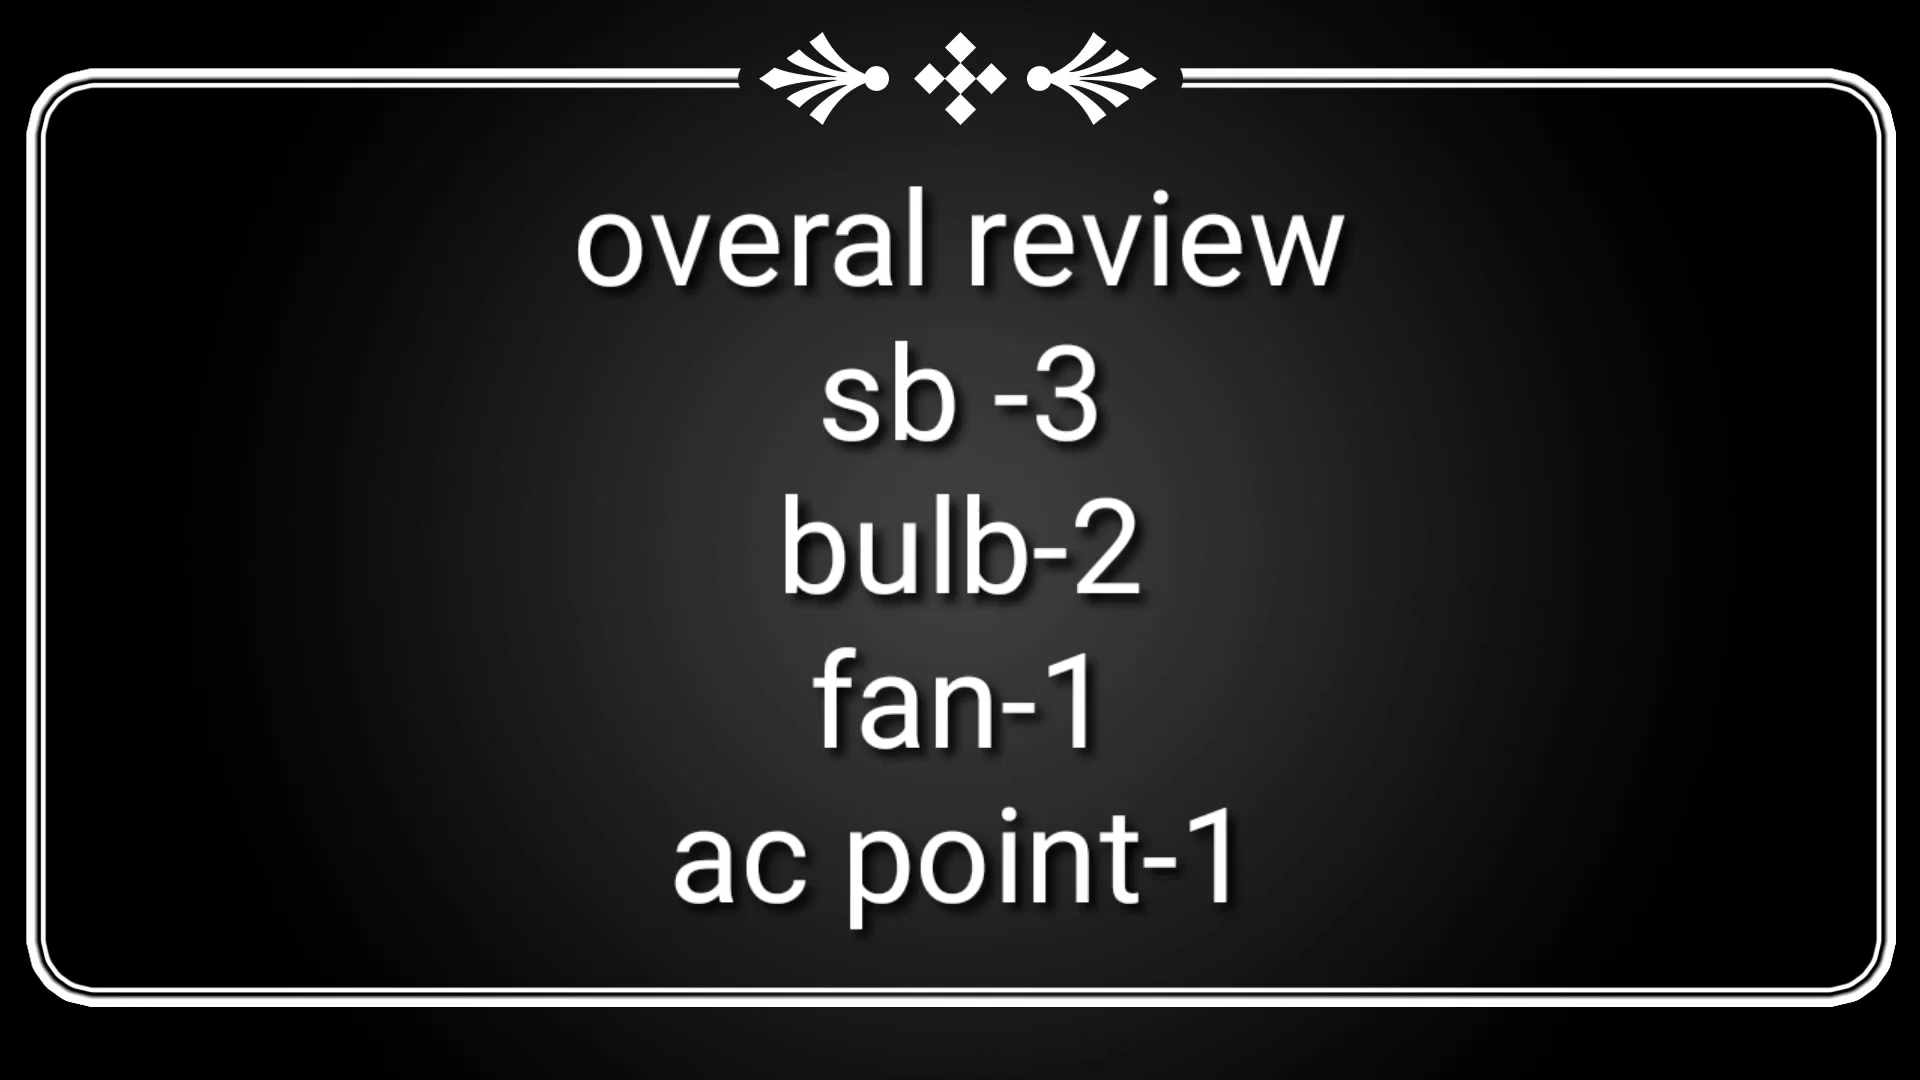 overal review
sb -3
bulb-2
fan-1
ac point-1